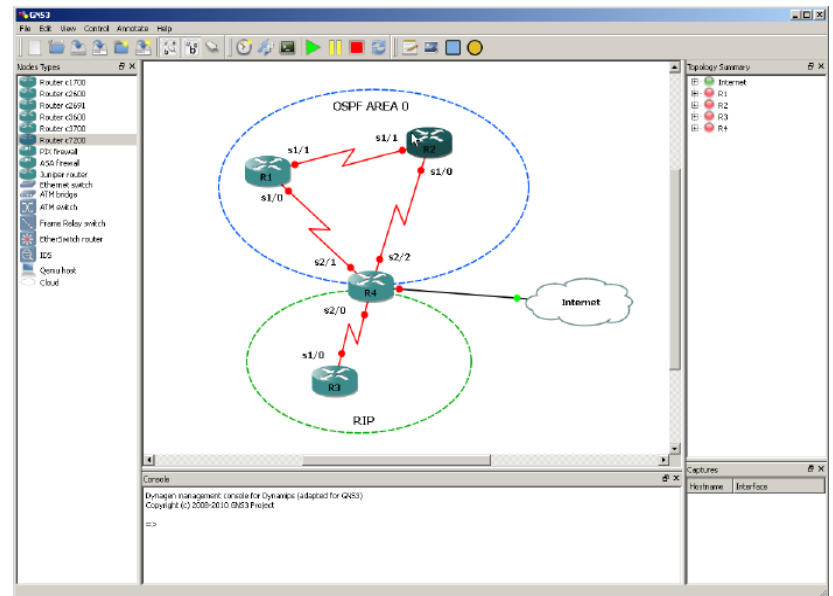 GNS3
File Edit View Control Annotate Help
Nodes Types
Router c1700
Router c2600
Router c2691
Router c3600
Router c3700
Router c7200
PIX firewall
ASA firewall
Juniper router
Ethernet switch
ATM bridge
ATM switch
Frame Relay switch
EtherSwitch router
IDS
Qemu host
Cloud
OSPF AREA 0
s1/1
s1/1
R2
R1
s1/0
s1/0
s2/1
s2/2
R4
s2/0
Internet
s1/0
R3
RIP
Topology Summary
Internet
R1
R2
R3
R4
Console
Dynagen management console for Dynamips (adapted for GNS3)
Copyright (c) 2008-2010 GNS3 Project
=>
Captures
Hostname Interface